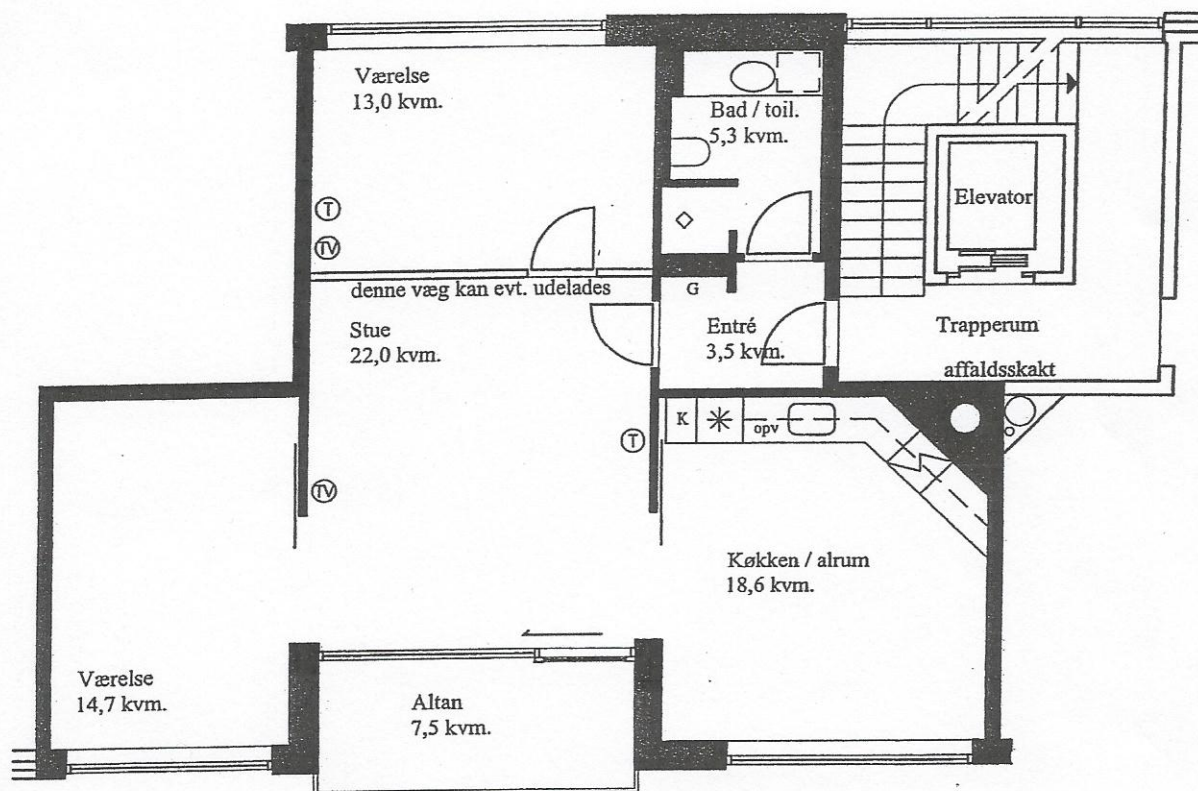 Værelse
13,0 kvm.
Bad / toil.
5,3 kvm.
Elevator
T
TV
denne væg kan evt. udelades
G
Stue
22,0 kvm.
Entré
3,5 kvm.
Trapperum
affaldsskakt
K
opv
T
TV
Køkken / alrum
18,6 kvm.
Værelse
14,7 kvm.
Altan
7,5 kvm.